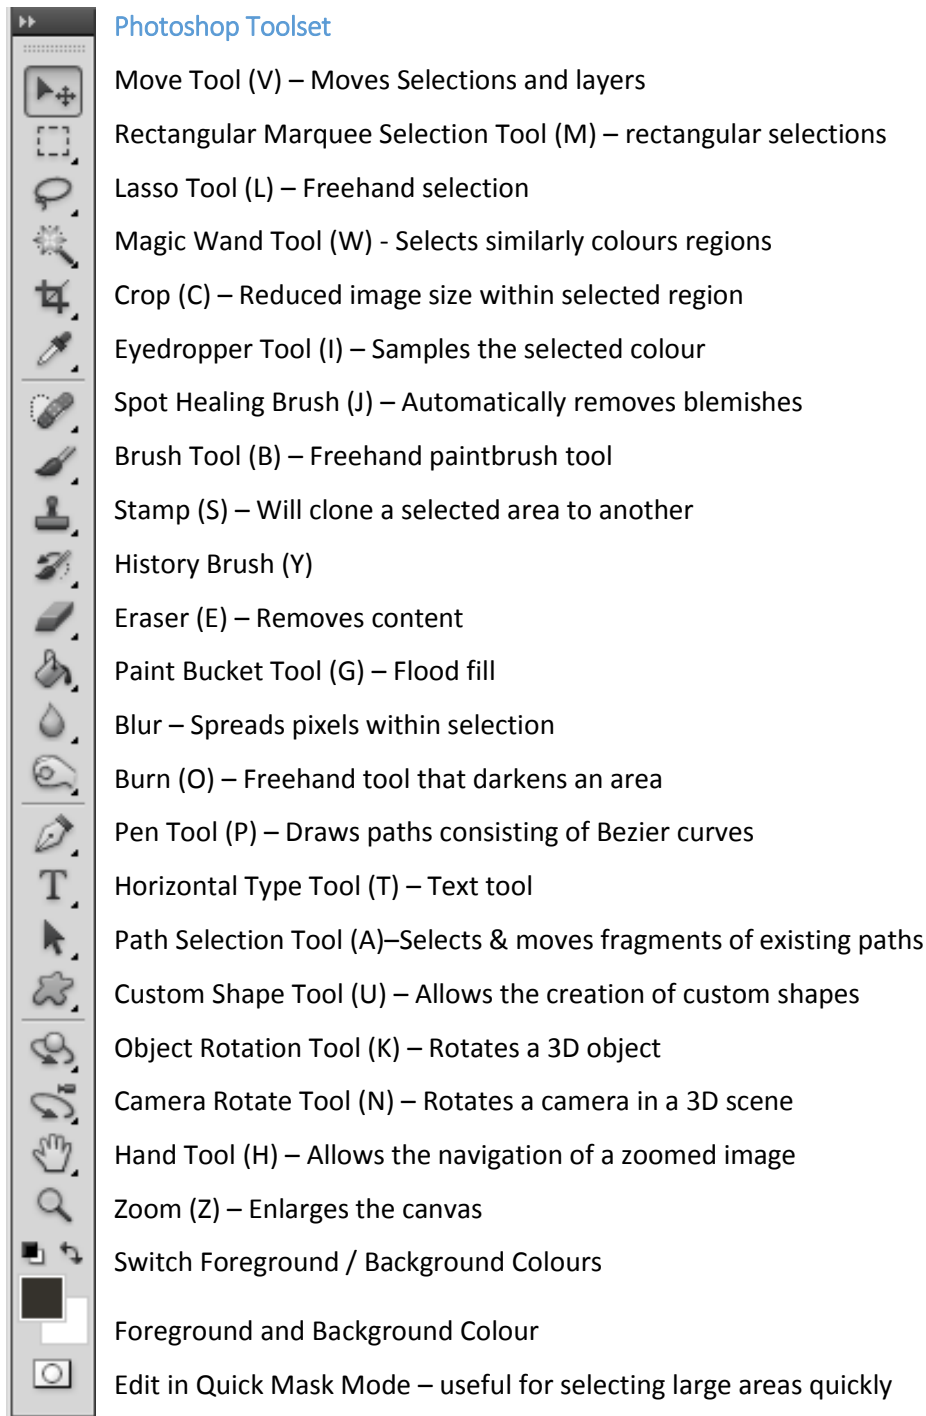 Photoshop Toolset
Move Tool (V) – Moves Selections and layers
Rectangular Marquee Selection Tool (M) – rectangular selections
Lasso Tool (L) – Freehand selection
Magic Wand Tool (W) - Selects similarly colours regions
Crop (C) – Reduced image size within selected region
Eyedropper Tool (I) – Samples the selected colour
Spot Healing Brush (J) – Automatically removes blemishes
Brush Tool (B) – Freehand paintbrush tool
Stamp (S) – Will clone a selected area to another
History Brush (Y)
Eraser (E) – Removes content
Paint Bucket Tool (G) – Flood fill
Blur – Spreads pixels within selection
Burn (O) – Freehand tool that darkens an area
Pen Tool (P) – Draws paths consisting of Bezier curves
Horizontal Type Tool (T) – Text tool
Path Selection Tool (A)–Selects & moves fragments of existing paths
Custom Shape Tool (U) – Allows the creation of custom shapes
Object Rotation Tool (K) – Rotates a 3D object
Camera Rotate Tool (N) – Rotates a camera in a 3D scene
Hand Tool (H) – Allows the navigation of a zoomed image
Zoom (Z) – Enlarges the canvas
Switch Foreground / Background Colours
Foreground and Background Colour
Edit in Quick Mask Mode – useful for selecting large areas quickly